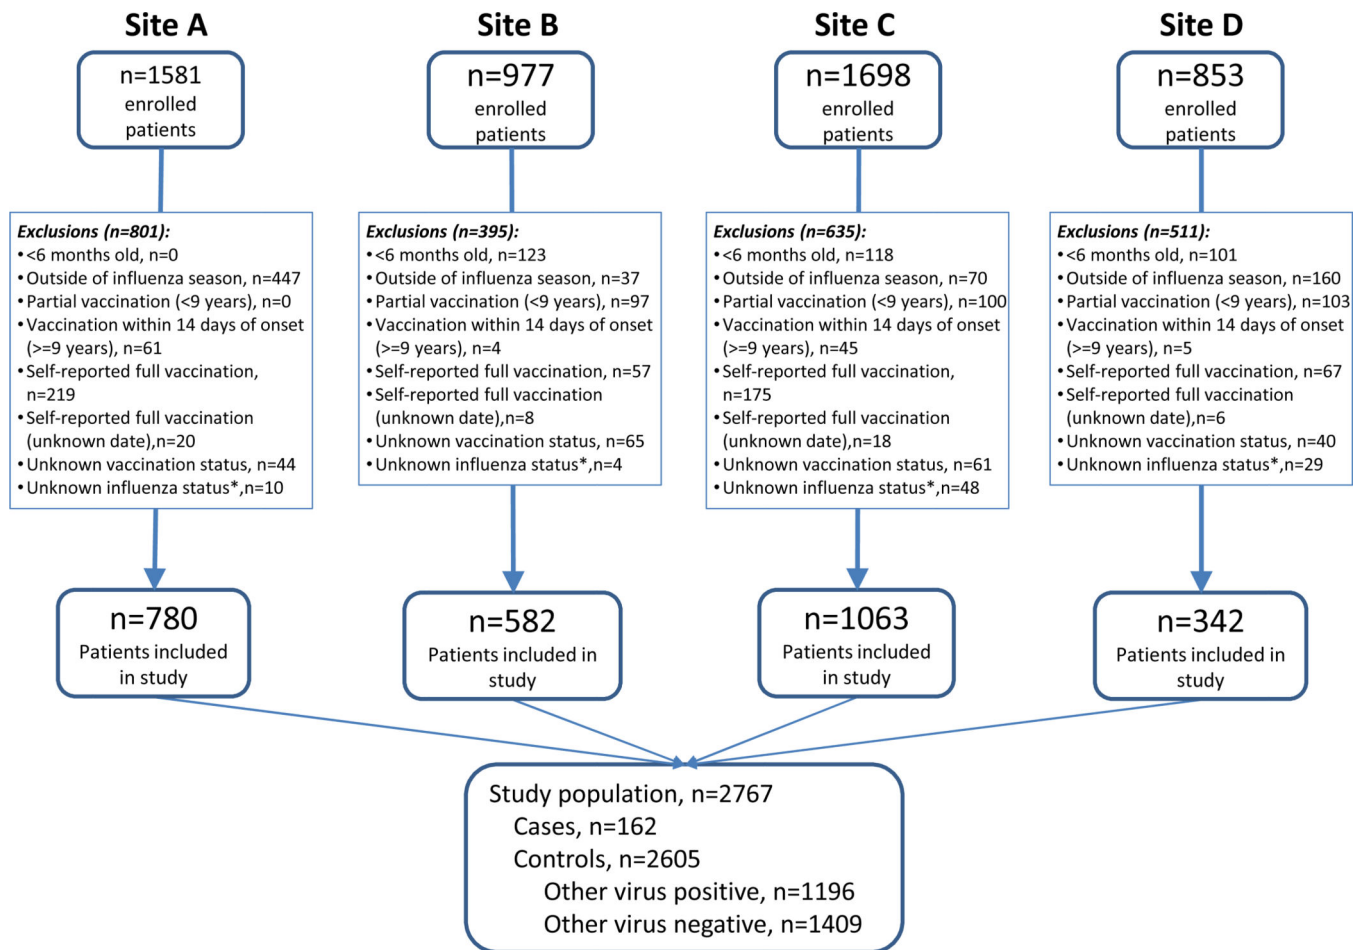 Site A
n=1581
enrolled
patients
Exclusions (n=801):
•<6 months old, n=0
•Outside of influenza season, n=447
•Partial vaccination (<9 years), n=0
•Vaccination within 14 days of onset
(>=9 years), n=61
•Self-reported full vaccination,
n=219
•Self-reported full vaccination
(unknown date),n=20
•Unknown vaccination status, n=44
•Unknown influenza status*,n=10
n=780
Patients included
in study
Site B
n=977
enrolled
patients
Exclusions (n=395):
•<6 months old, n=123
•Outside of influenza season, n=37
•Partial vaccination (<9 years), n=97
•Vaccination within 14 days of onset
(>=9 years), n=4
•Self-reported full vaccination, n=57
•Self-reported full vaccination
(unknown date),n=8
•Unknown vaccination status, n=65
•Unknown influenza status*,n=4
n=582
Patients included in
study
Site C
n=1698
enrolled
patients
Exclusions (n=635):
•<6 months old, n=118
•Outside of influenza season, n=70
•Partial vaccination (<9 years), n=100
•Vaccination within 14 days of onset
(>=9 years), n=45
•Self-reported full vaccination,
n=175
•Self-reported full vaccination
(unknown date),n=18
•Unknown vaccination status, n=61
•Unknown influenza status*,n=48
n=1063
Patients included
in study
Site D
n=853
enrolled
patients
Exclusions (n=511):
•<6 months old, n=101
•Outside of influenza season, n=160
•Partial vaccination (<9 years), n=103
•Vaccination within 14 days of onset
(>=9 years), n=5
•Self-reported full vaccination, n=67
•Self-reported full vaccination
(unknown date),n=6
•Unknown vaccination status, n=40
•Unknown influenza status*,n=29
n=342
Patients included in
study
Study population, n=2767
Cases, n=162
Controls, n=2605
Other virus positive, n=1196
Other virus negative, n=1409